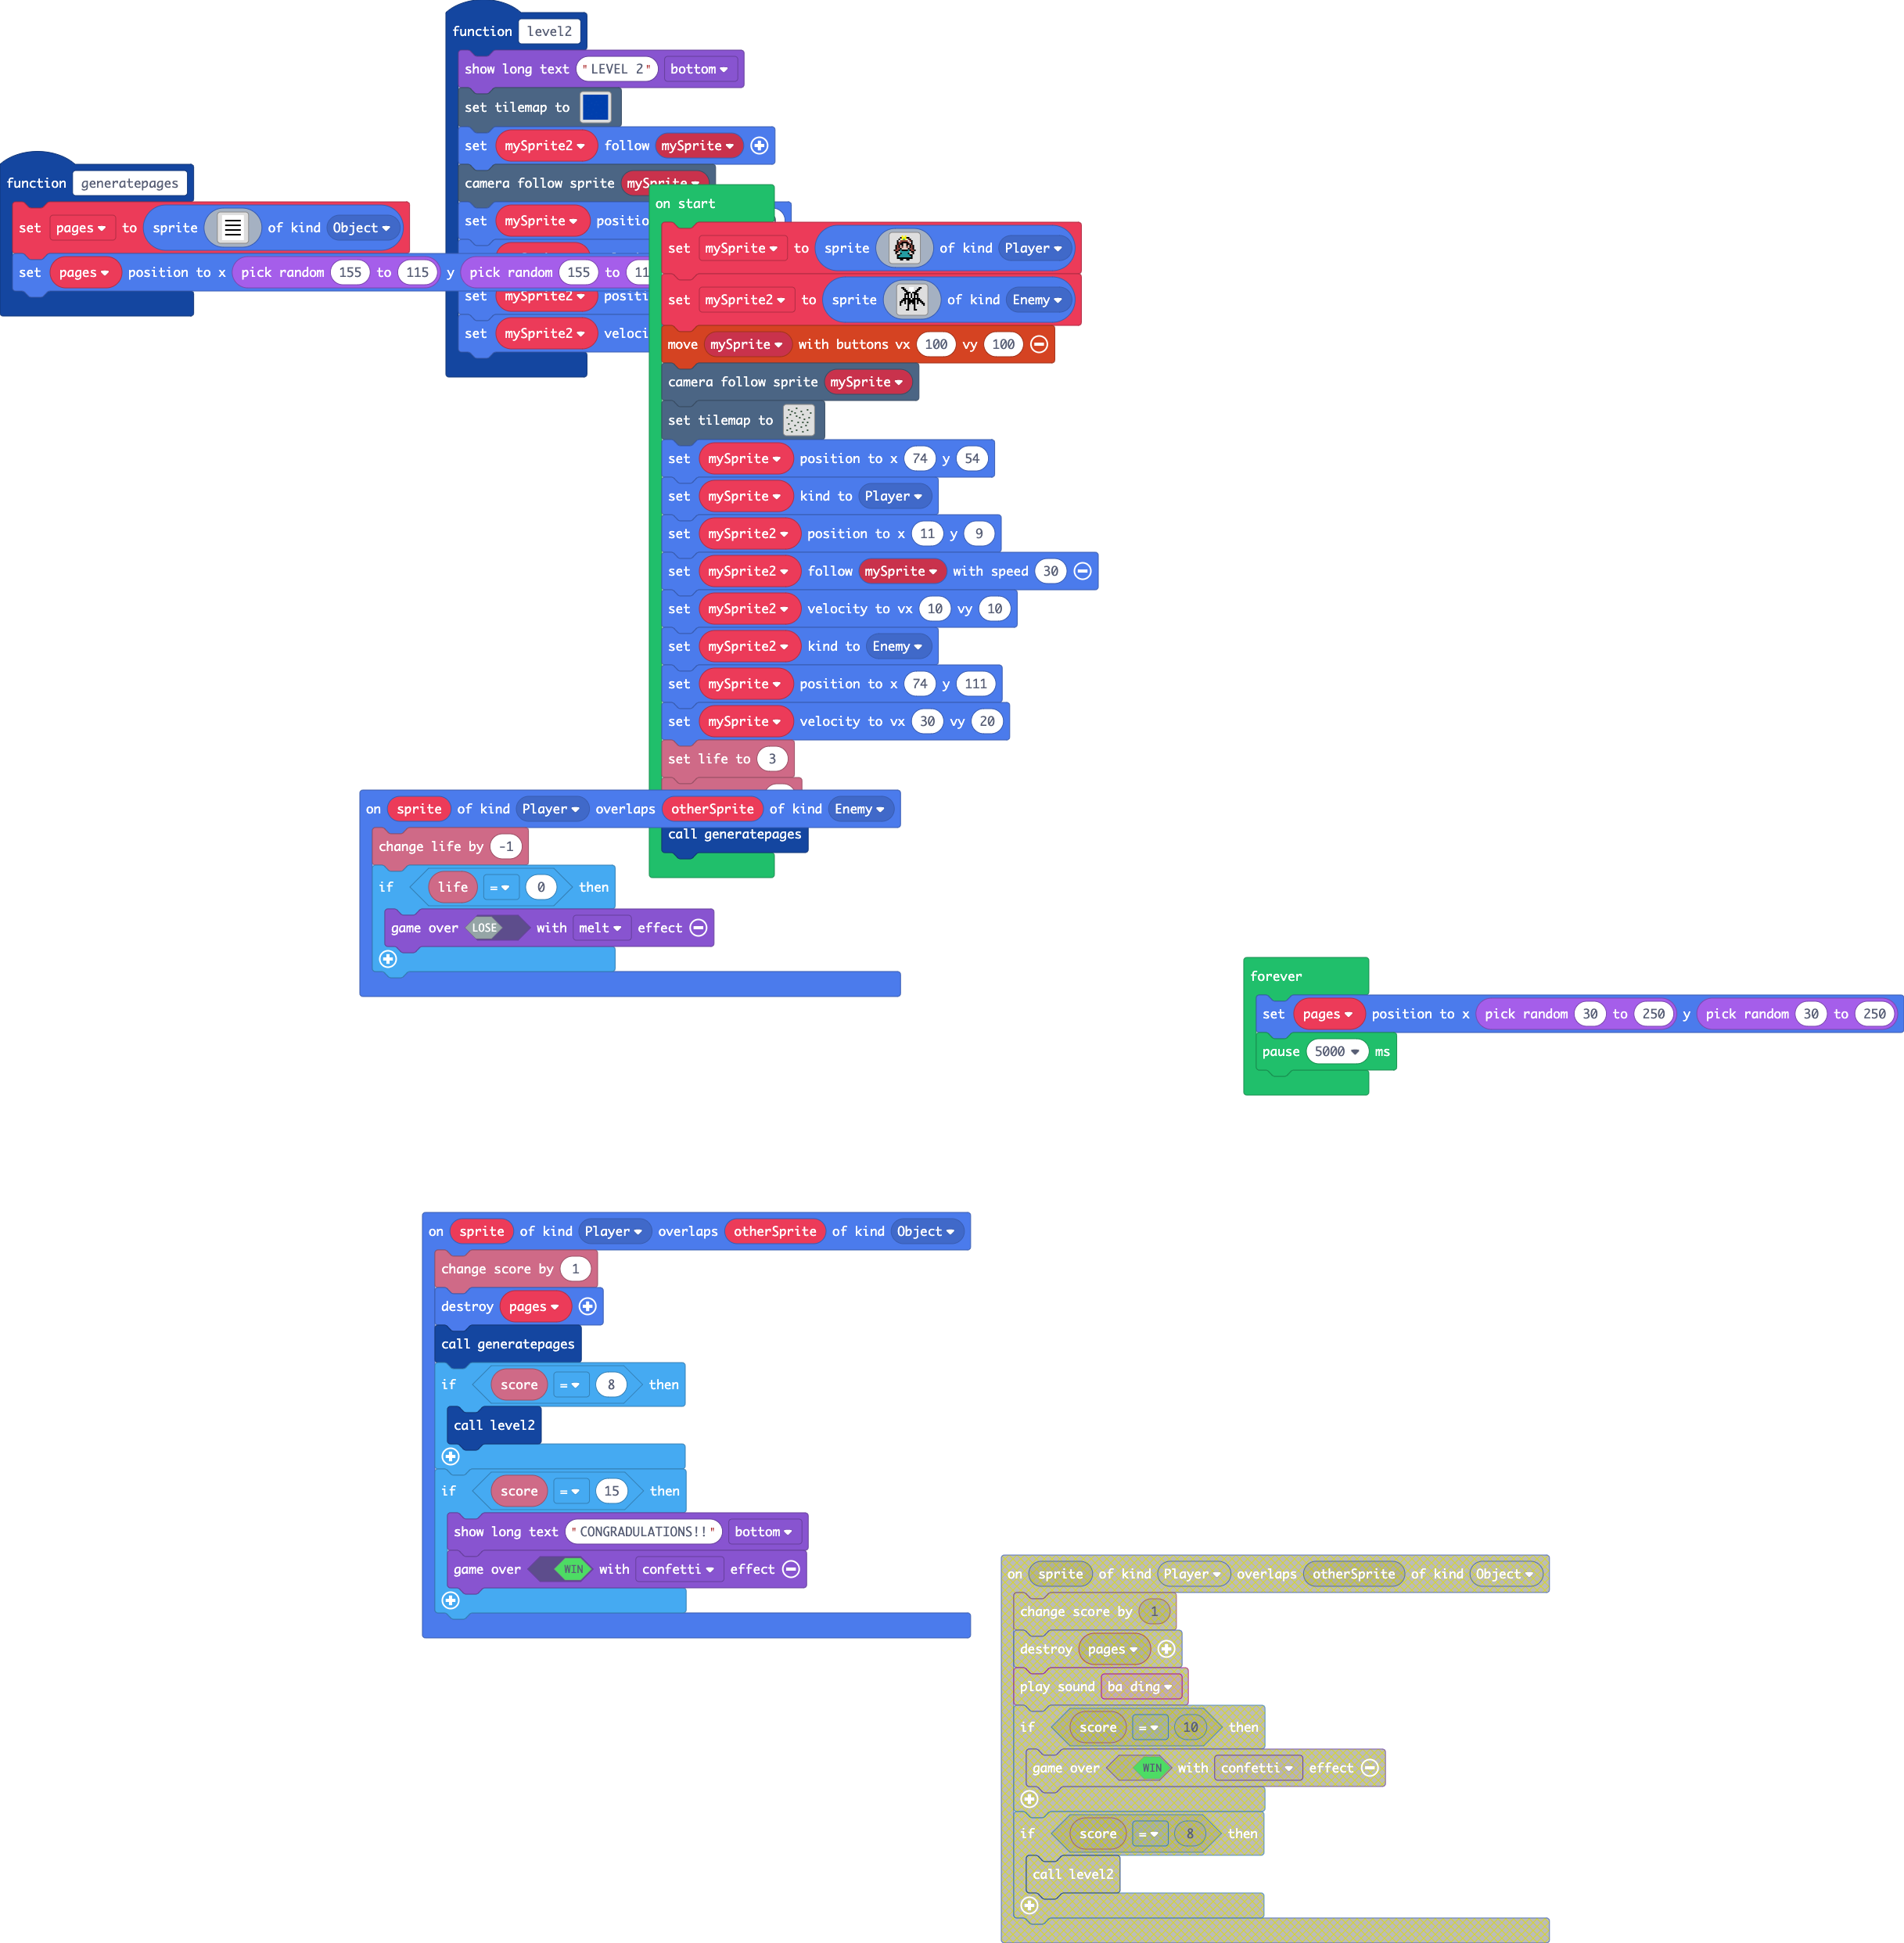 function level2
show long text "LEVEL 2" bottom
set tilemap to
set mySprite2 follow mySprite
camera follow sprite
set mySprite
set mySprite2
set mySprite2
function generatepages
set pages to sprite of kind Object
set pages position to x pick random 155 to 115 y pick random 155 to
on start
set mySprite to sprite of kind Player
set mySprite2 to sprite of kind Enemy
move mySprite with buttons vx 100 vy 100
camera follow sprite mySprite
set tilemap to
set mySprite position to x 74 y 54
set mySprite kind to Player
set mySprite2 position to x 11 y 9
set mySprite2 follow mySprite with speed 30
set mySprite2 velocity to vx 10 vy 10
set mySprite2 kind to Enemy
set mySprite position to x 74 y 111
set mySprite velocity to vx 30 vy 20
set life to 3
call generatepages
on sprite of kind Player overlaps otherSprite of kind Enemy
change life by -1
if life = 0 then
game over LOSE with melt effect
forever
set pages position to x pick random 30 to 250 y pick random 30 to 250
pause 5000 ms
on sprite of kind Player overlaps otherSprite of kind Object
change score by 1
destroy pages
call generatepages
if score = 8 then
call level2
if score = 15 then
show long text "CONGRADULATIONS!!" bottom
game over WIN with confetti effect
on sprite of kind Player overlaps otherSprite of kind Object
change score by 1
destroy pages
play sound ba ding
if score = 10 then
game over WIN with confetti effect
if score = 8 then
call level2